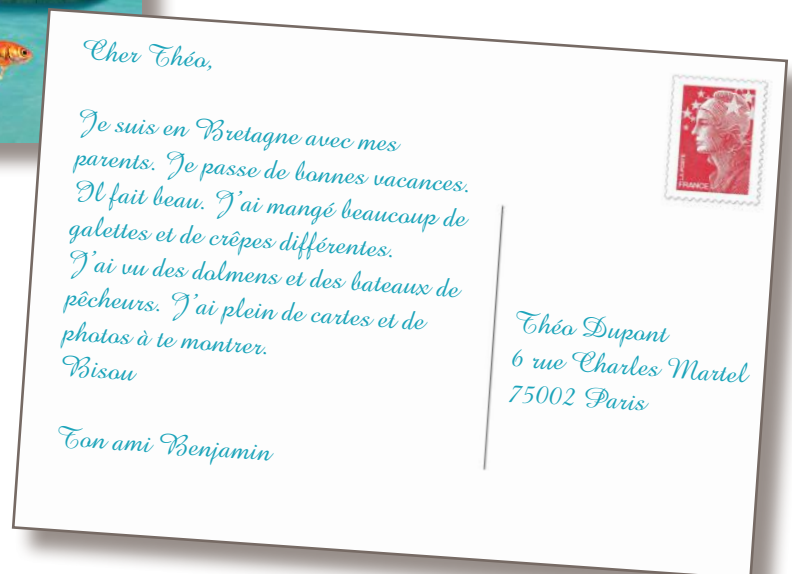 Cher Théo,
Je suis en Bretagne avec mes
parents. Je passe de bonnes vacances.
Il fait beau. J'ai mangé beaucoup de
galettes et de crêpes différentes.
J'ai vu des dolmens et des bateaux de
pêcheurs. J'ai plein de cartes et de
photos à te montrer.
Bisou
Ton ami Benjamin
FRANCE
Théo Dupont
6 rue Charles Martel
75002 Paris